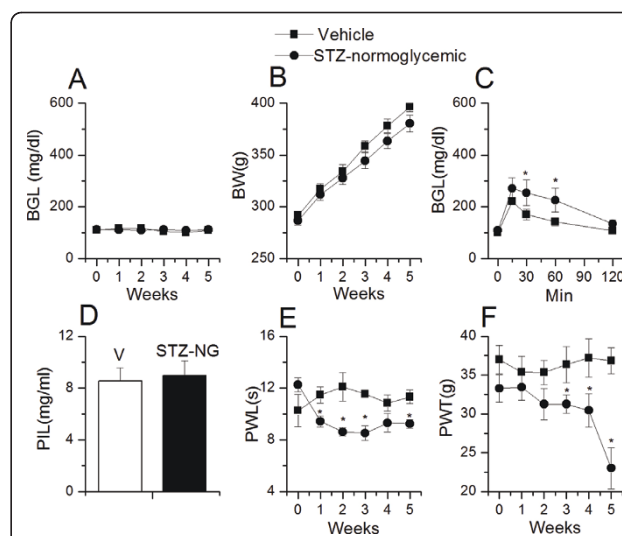 Vehicle
STZ-normoglycemic
A
BGL (mg/dl)
600
400
200
0
0 1 2 3 4 5
Weeks
B
BW(g)
400
350
300
250
0 1 2 3 4 5
Weeks
C
BGL(mg/dl)
600
400
200
0
* *
0 30 60 120
Min
D
PIL(mg/ml)
12
9
6
3
0
V STZ-NG
E
PWL(s)
16
12
8
4
* * * *
0 1 2 3 4 5
Weeks
F
PWT(g)
40
35
30
25
20
* * *
0 1 2 3 4 5
Weeks